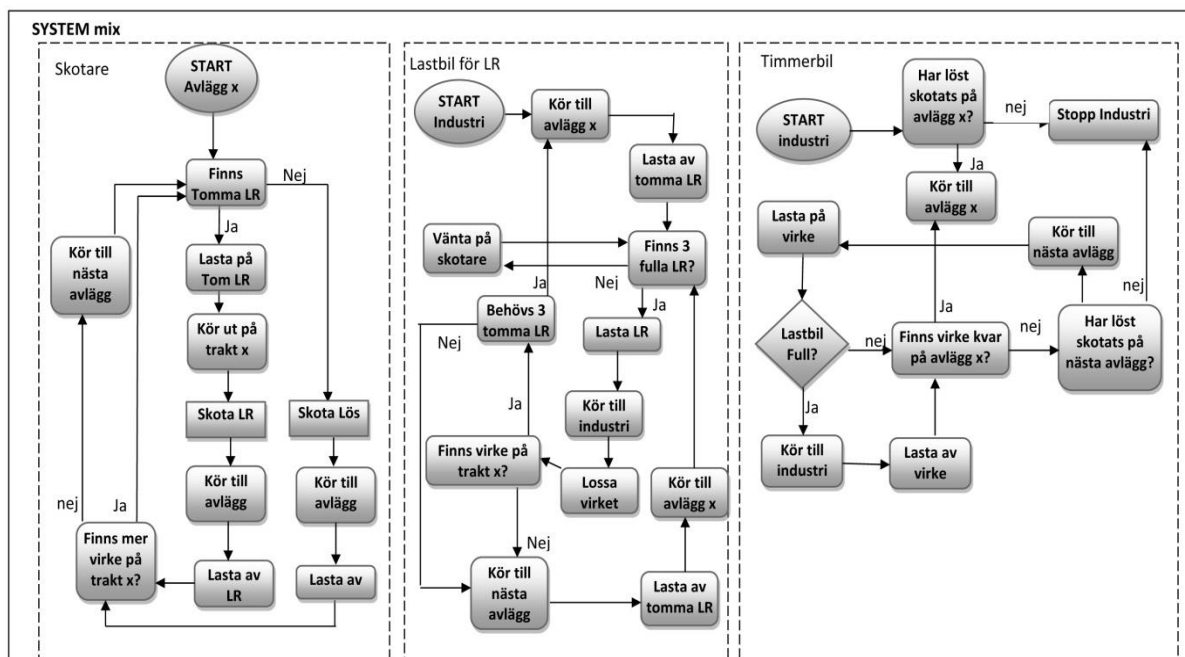 SYSTEM mix
Skotare
START
Avlägg x
Finns
Tomma LR
Nej
Ja
Lasta på
Tom LR
Kör till
nästa
avlägg
Kör ut på
trakt x
Skota LR
Skota Lös
Kör till
avlägg
Kör till
avlägg
nej
Ja
Finns mer
virke på
trakt x?
Lasta av
LR
Lasta av
Lastbil för LR
START
Industri
Kör till
avlägg x
Lasta av
tomma LR
Vänta på
skotare
Finns 3
fulla LR?
Ja
Nej
Ja
Behövs 3
tomma LR
Nej
Lasta LR
Ja
Kör till
industri
Finns virke på
trakt x?
Lossa
virket
Kör till
avlägg x
Nej
Kör till
nästa
avlägg
Lasta av
tomma LR
Timmerbil
START
industri
Har löst
skotats på
avlägg x?
nej
Stopp Industri
Ja
Kör till
avlägg x
Lasta på
virke
Kör till
nästa avlägg
nej
Ja
Lastbil
Full?
nej
Finns virke kvar
på avlägg x?
nej
Har löst
skotats på
nästa avlägg?
Ja
Kör till
industri
Lasta av
virke